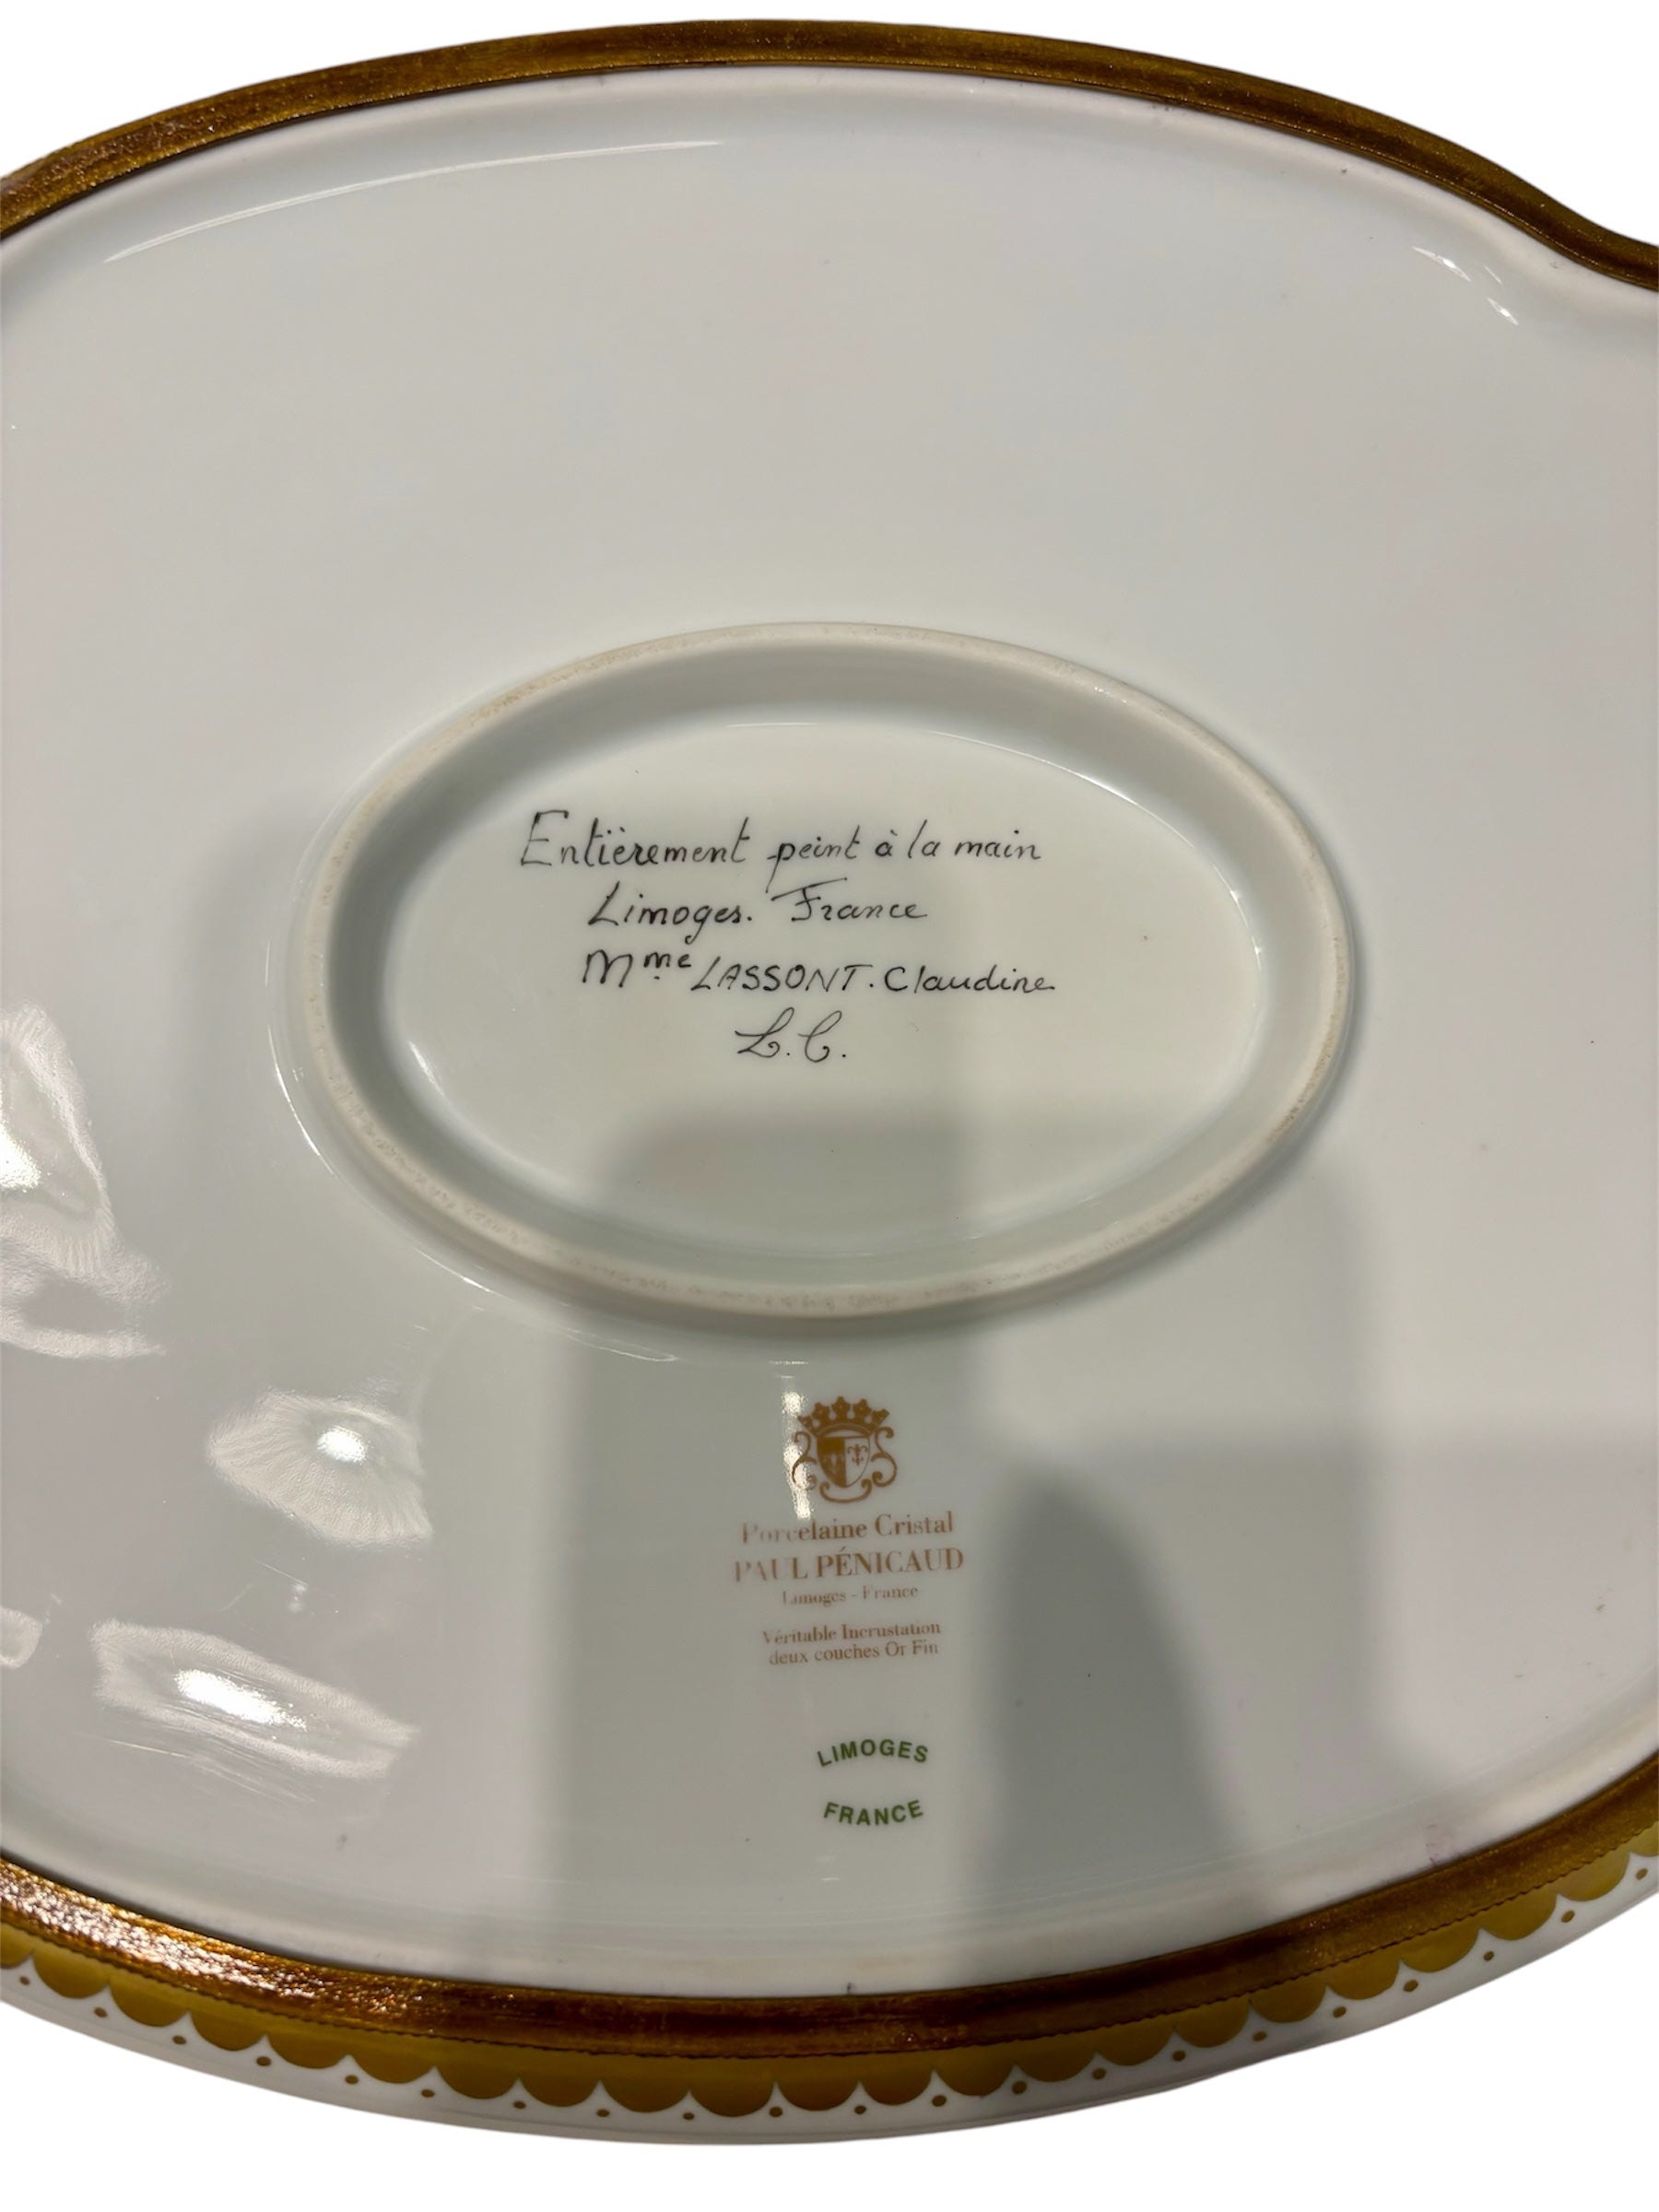 Entièrement peint à la main
Limoges. France
Mme LASSONT. Claudine
L.C.
Porcelaine Cristal
PAUL PÉNICAUD
Limoges - France
Véritable Incrustation
deux couches Or Fin
LIMOGES
FRANCE